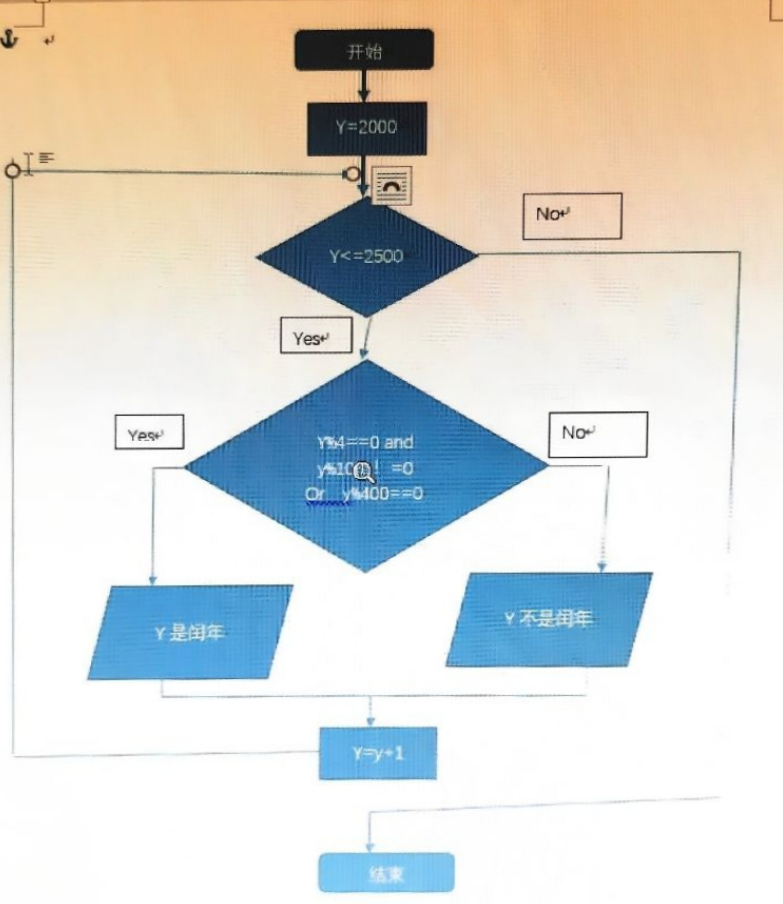 开始
Y=2000
No
Y<=2500
Yes
Yes
No
Y%4==0 and
=0
Or y%400==0
Y 是闰年
Y 不是闰年
Y=y+1
结束